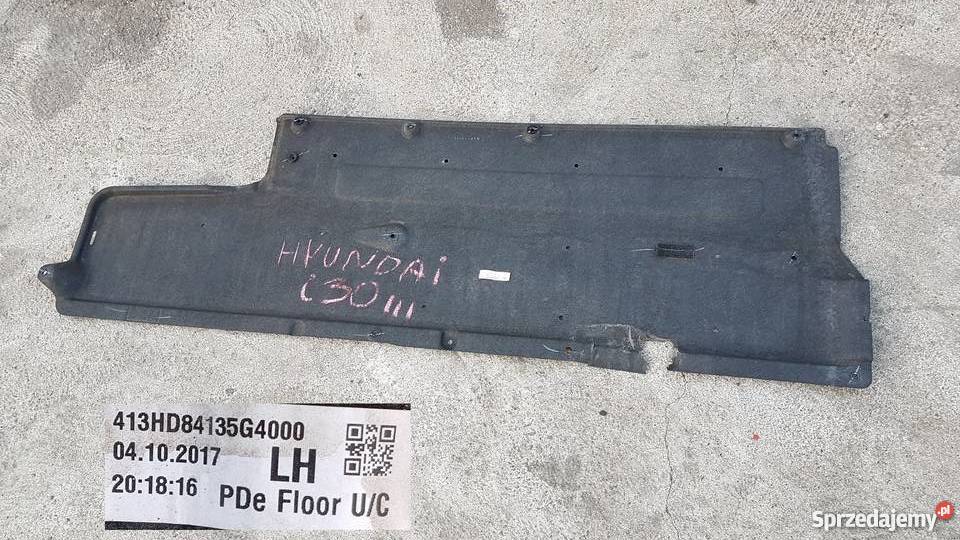 HYUNDAI
i30 III
413HD84135G4000
04.10.2017
LH
20:18:16
PDe Floor U/C
Sprzedajemy.pl